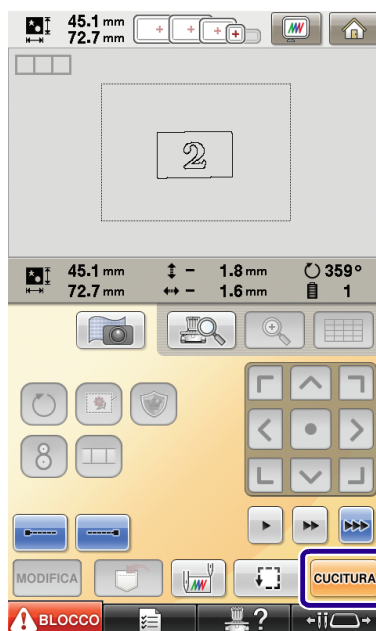 45.1 mm
72.7 mm
2
45.1 mm - 1.8 mm 359°
72.7 mm - 1.6 mm 1
8
MODIFICA CUCITURA
BLOCCO ?